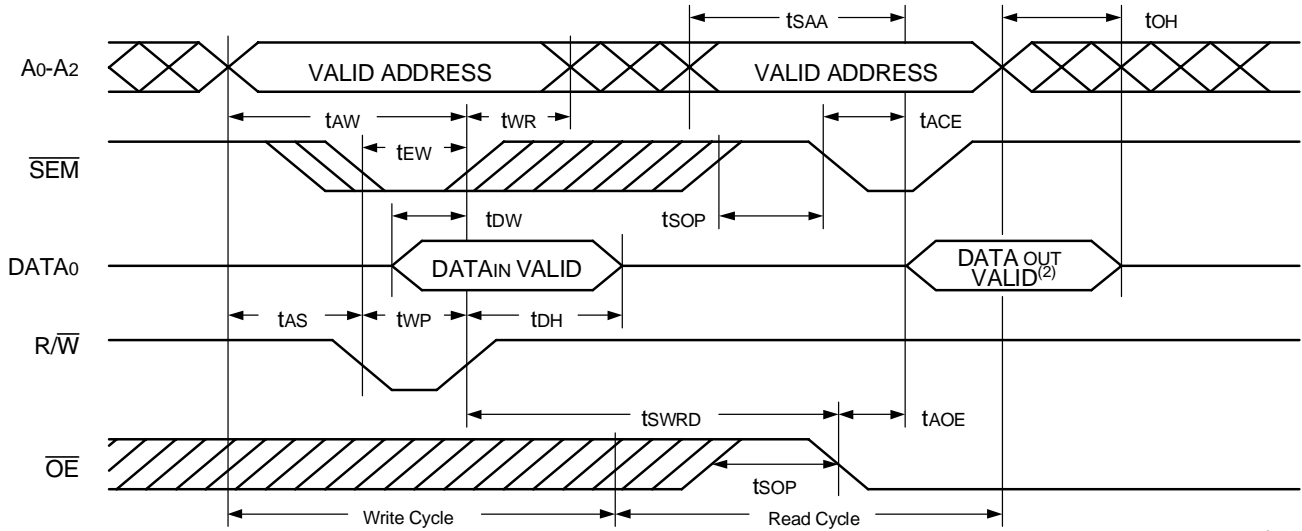 tSAA
tOH
A0-A2
VALID ADDRESS
VALID ADDRESS
tAW
tWR
tACE
tEW
SEM
tDW
tSOP
DATA0
DATAIN VALID
DATA OUT
VALID(2)
tAS
tWP
tDH
R/W
tSWRD
tAOE
OE
tSOP
Write Cycle
Read Cycle